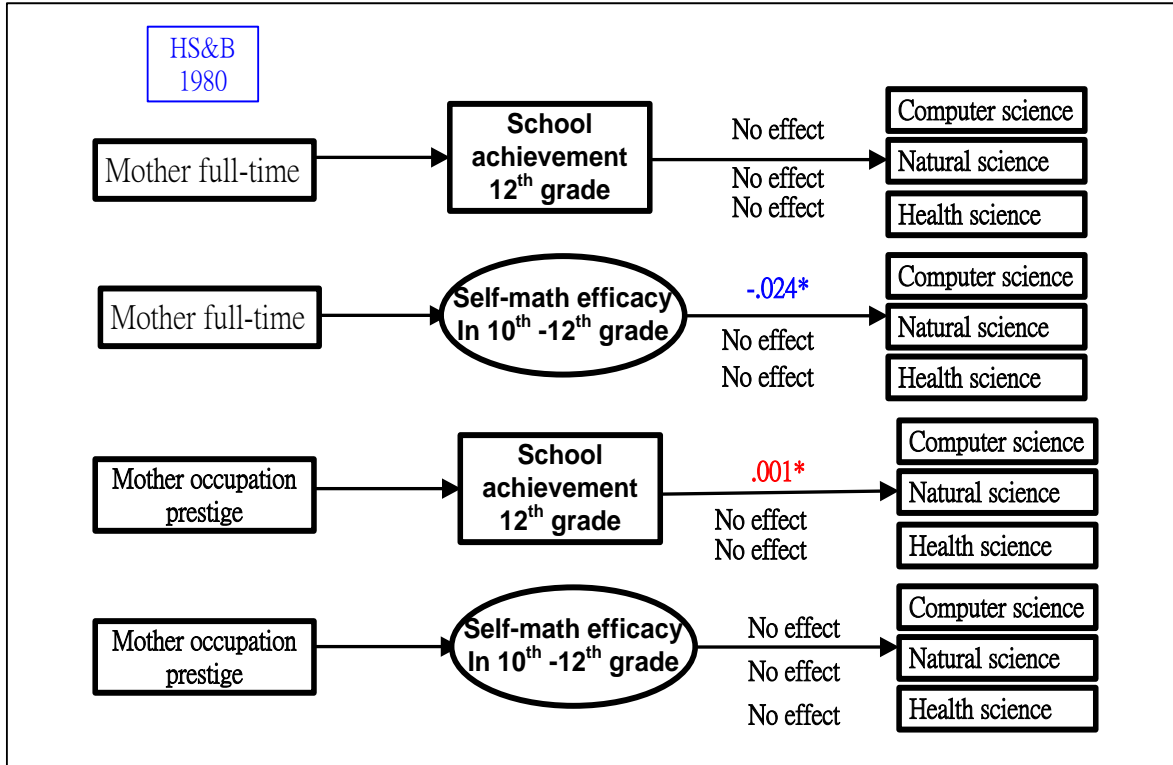 HS&B
1980
Mother full-time
School
achievement
12th grade
No effect
No effect
No effect
Computer science
Natural science
Health science
Mother full-time
Self-math efficacy
In 10th -12th grade
-.024*
No effect
No effect
Computer science
Natural science
Health science
Mother occupation
prestige
School
achievement
12th grade
.001*
No effect
No effect
Computer science
Natural science
Health science
Mother occupation
prestige
Self-math efficacy
In 10th -12th grade
No effect
No effect
No effect
Computer science
Natural science
Health science